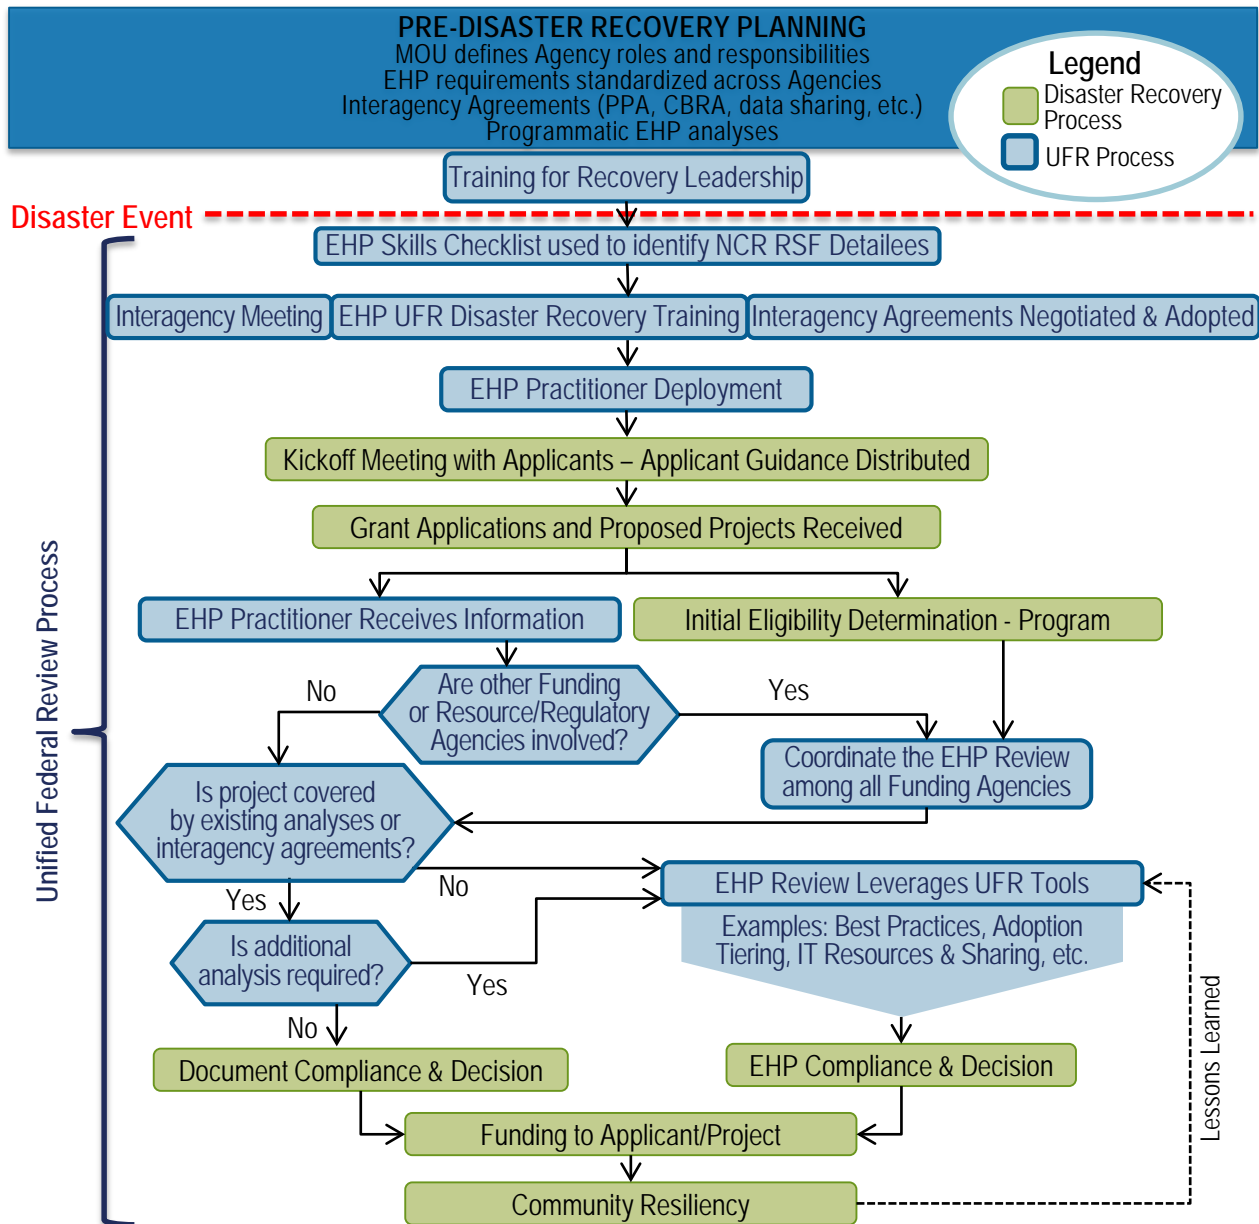 PRE-DISASTER RECOVERY PLANNING
MOU defines Agency roles and responsibilities
EHP requirements standardized across Agencies
Interagency Agreements (PPA, CBRA, data sharing, etc.)
Programmatic EHP analyses
Legend
Disaster Recovery
Process
UFR Process
Training for Recovery Leadership
Disaster Event
EHP Skills Checklist used to identify NCR RSF Detailees
Interagency Meeting
EHP UFR Disaster Recovery Training
Interagency Agreements Negotiated & Adopted
EHP Practitioner Deployment
Kickoff Meeting with Applicants – Applicant Guidance Distributed
Grant Applications and Proposed Projects Received
EHP Practitioner Receives Information
Initial Eligibility Determination - Program
Unified Federal Review Process
No
Are other Funding
or Resource/Regulatory
Agencies involved?
Yes
Coordinate the EHP Review
among all Funding Agencies
Is project covered
by existing analyses or
interagency agreements?
No
Yes
EHP Review Leverages UFR Tools
Examples: Best Practices, Adoption
Tiering, IT Resources & Sharing, etc.
Is additional
analysis required?
Yes
No
Document Compliance & Decision
EHP Compliance & Decision
Lessons Learned
Funding to Applicant/Project
Community Resiliency